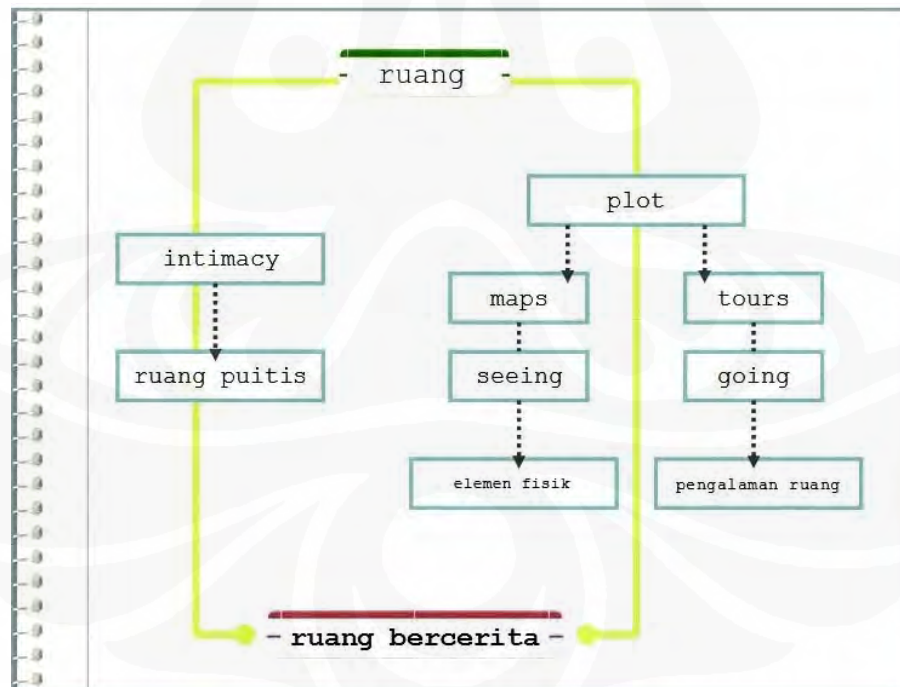 ruang
plot
intimacy
maps
tours
ruang puitis
seeing
going
elemen fisik
pengalaman ruang
ruang bercerita